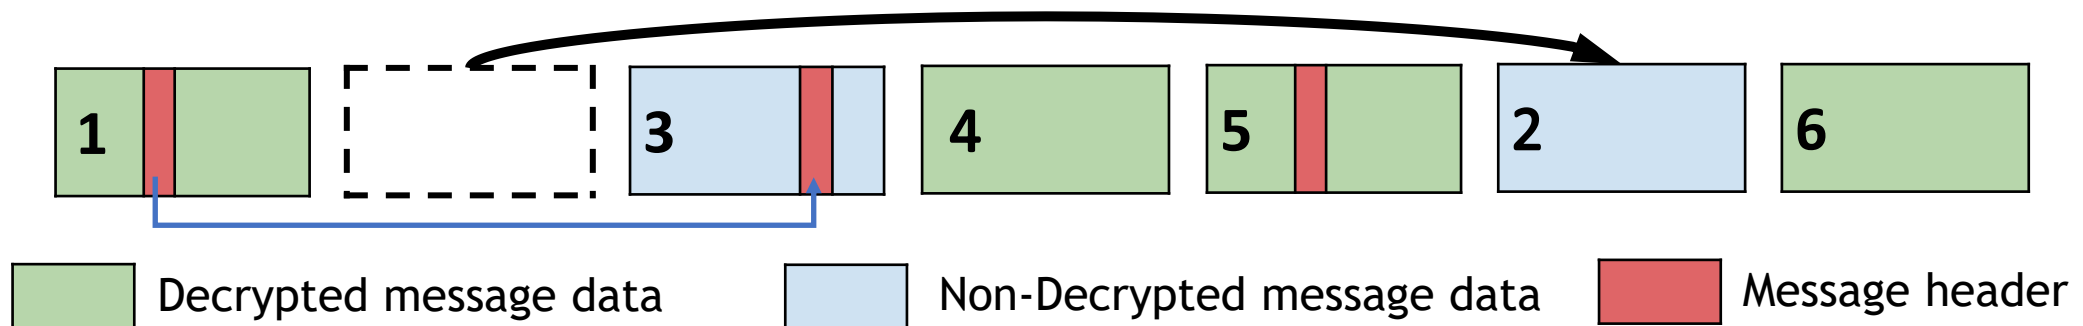 1 3 4 5 2 6
Decrypted message data Non-Decrypted message data Message header